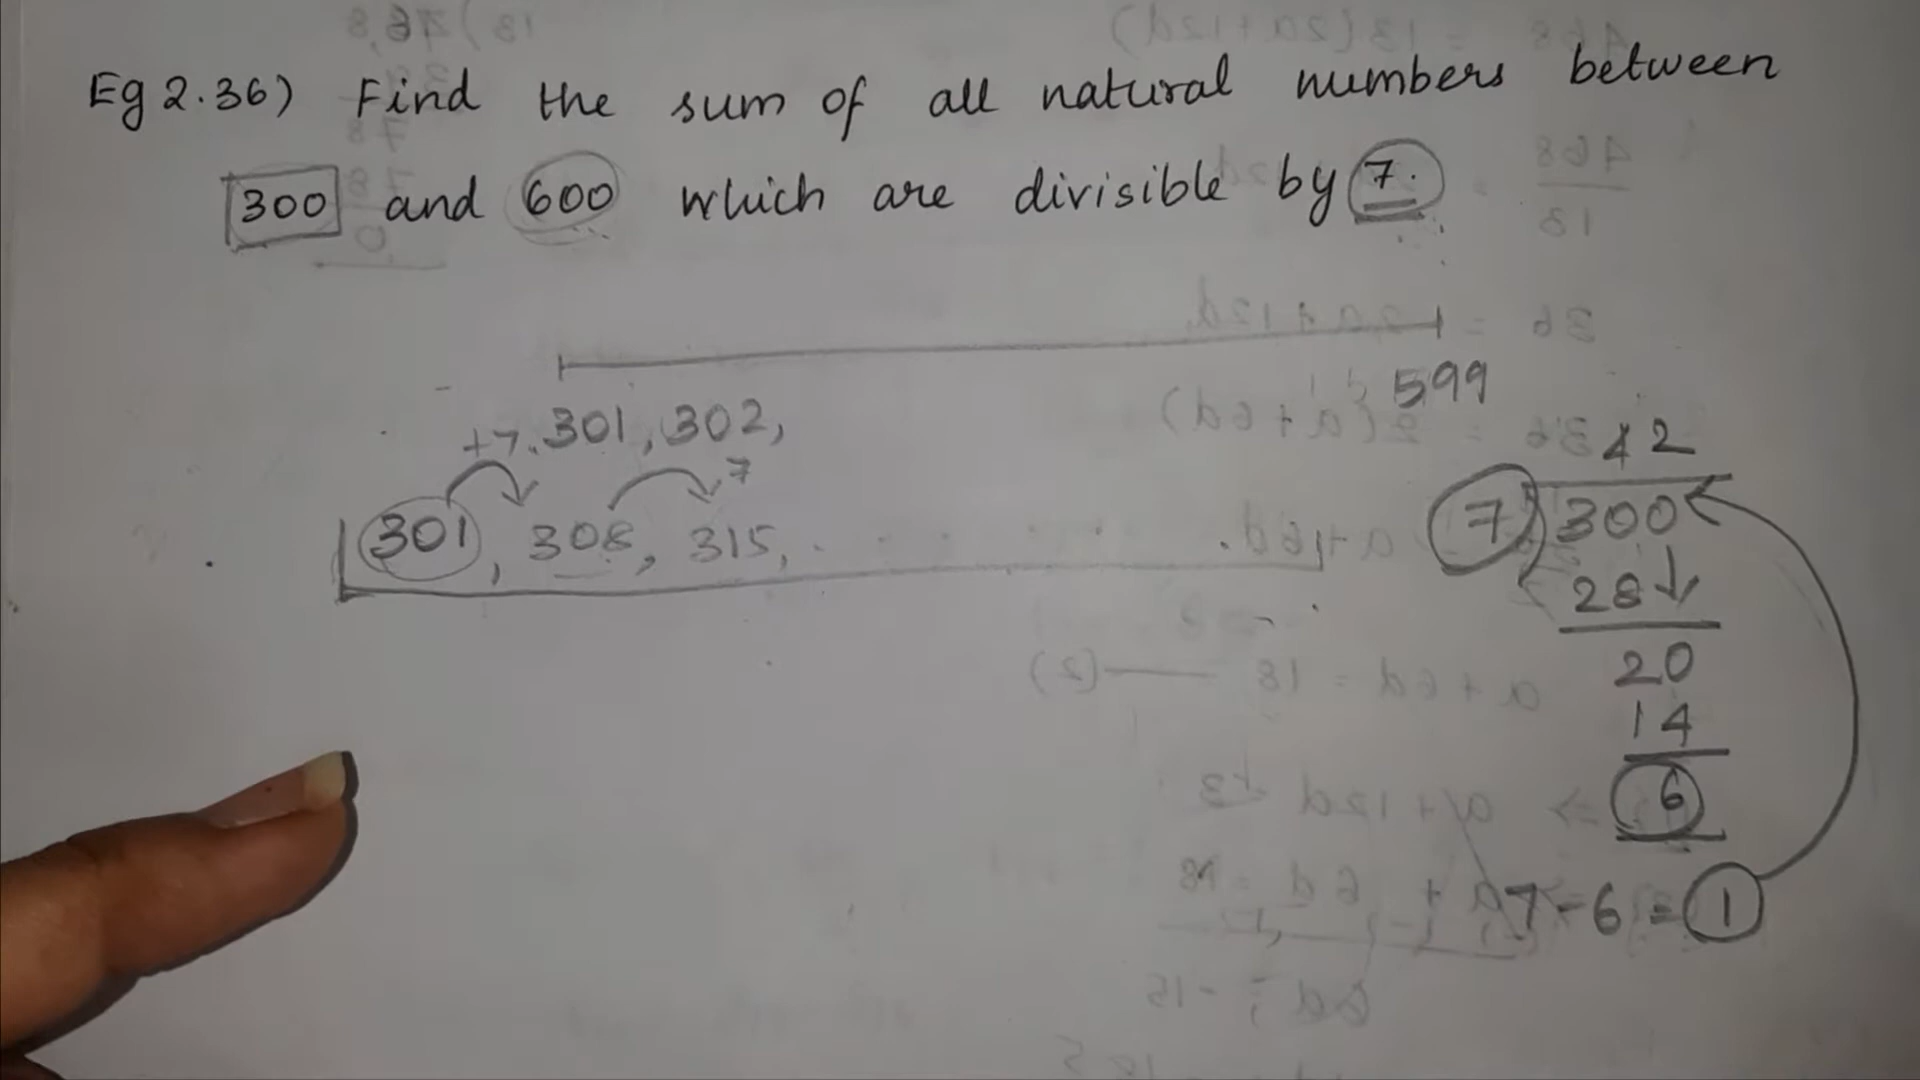 Eg 2.36) Find the sum of all natural numbers between
300 and 600 which are divisible by 7.
599
+7. 301, 302,
7
301, 308, 315, . . . . .
42
7) 300
28
20
14
6
7 - 6 = 1